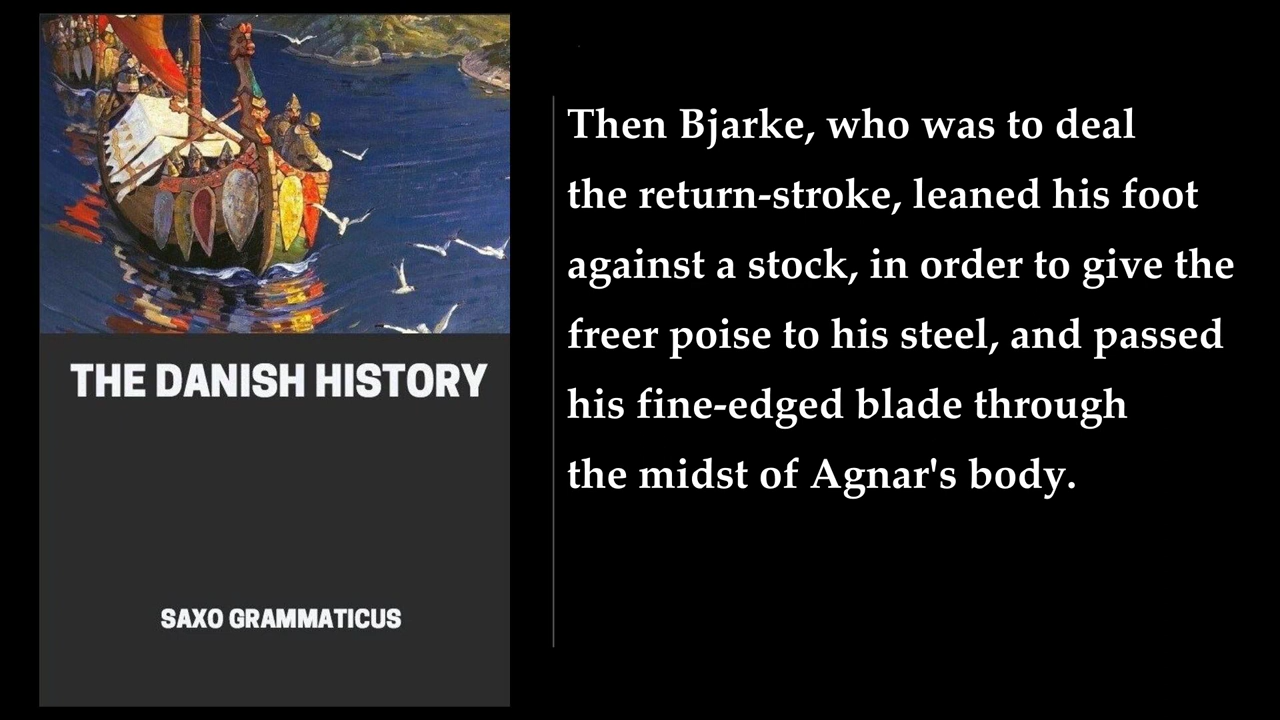 THE DANISH HISTORY
SAXO GRAMMATICUS
Then Bjarke, who was to deal
the return-stroke, leaned his foot
against a stock, in order to give the
freer poise to his steel, and passed
his fine-edged blade through
the midst of Agnar's body.